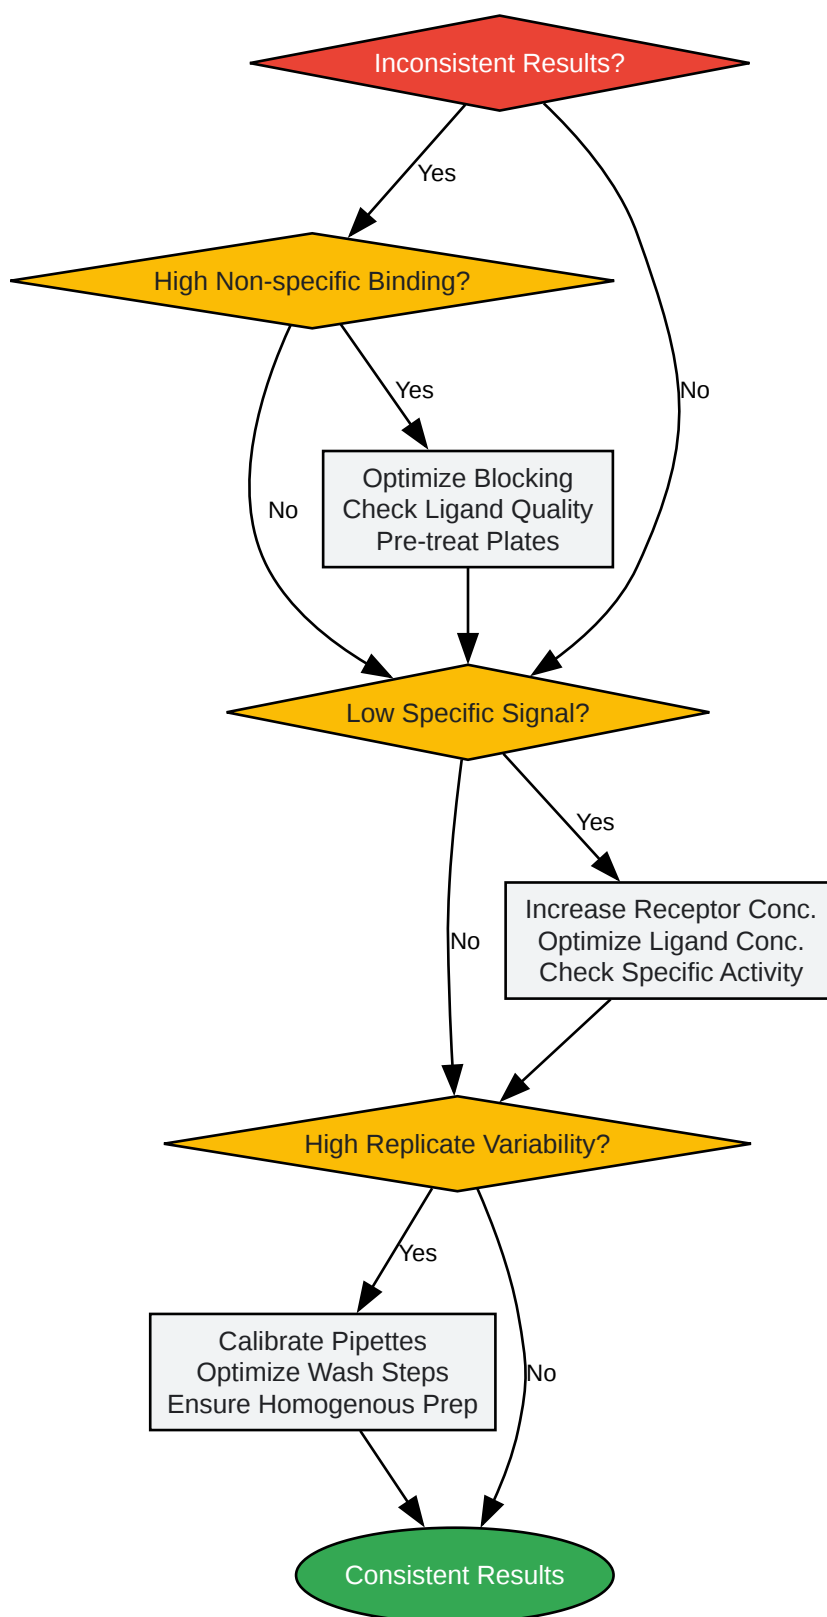 Inconsistent Results?
Yes
High Non-specific Binding?
Yes
No
Optimize Blocking
Check Ligand Quality
Pre-treat Plates
No
Low Specific Signal?
Yes
Increase Receptor Conc.
Optimize Ligand Conc.
Check Specific Activity
No
High Replicate Variability?
Yes
Calibrate Pipettes
Optimize Wash Steps
Ensure Homogenous Prep
No
Consistent Results